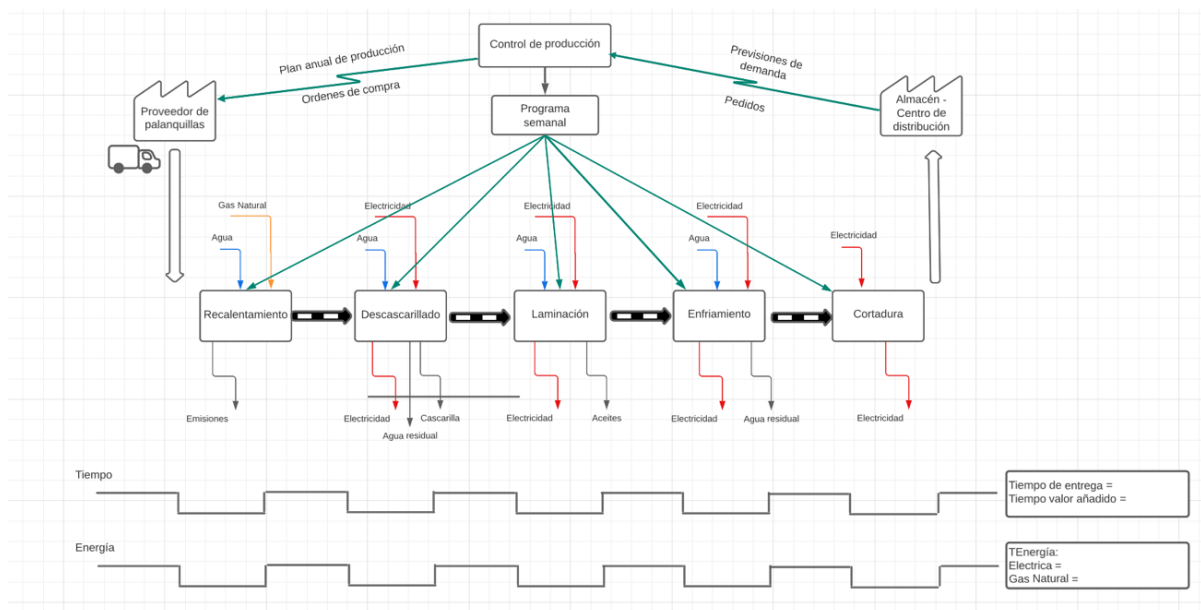 Control de producción
Plan anual de producción
Ordenes de compra
Previsiones de
demanda
Pedidos
Proveedor de
palanquillas
Programa
semanal
Almacén -
Centro de
distribución
Gas Natural
Agua
Electricidad
Agua
Electricidad
Agua
Electricidad
Agua
Electricidad
Recalentamiento
Descascarillado
Laminación
Enfriamiento
Cortadura
Emisiones
Electricidad
Agua residual
Cascarilla
Electricidad
Aceites
Electricidad
Agua residual
Electricidad
Tiempo
Tiempo de entrega =
Tiempo valor añadido =
Energía
TEnergía:
Electrica =
Gas Natural =